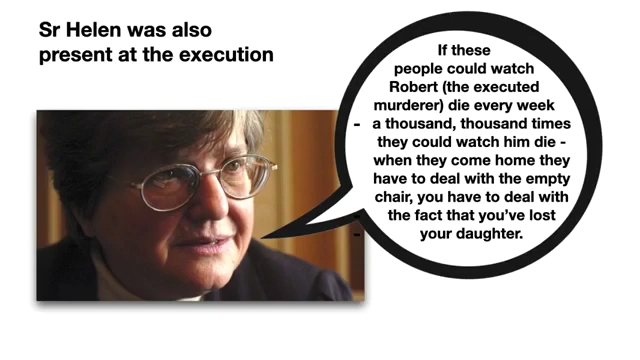 Sr Helen was also
present at the execution
If these
people could watch
Robert (the executed
murderer) die every week
- a thousand, thousand times
they could watch him die -
when they come home they
have to deal with the empty
chair, you have to deal with
the fact that you’ve lost
your daughter.